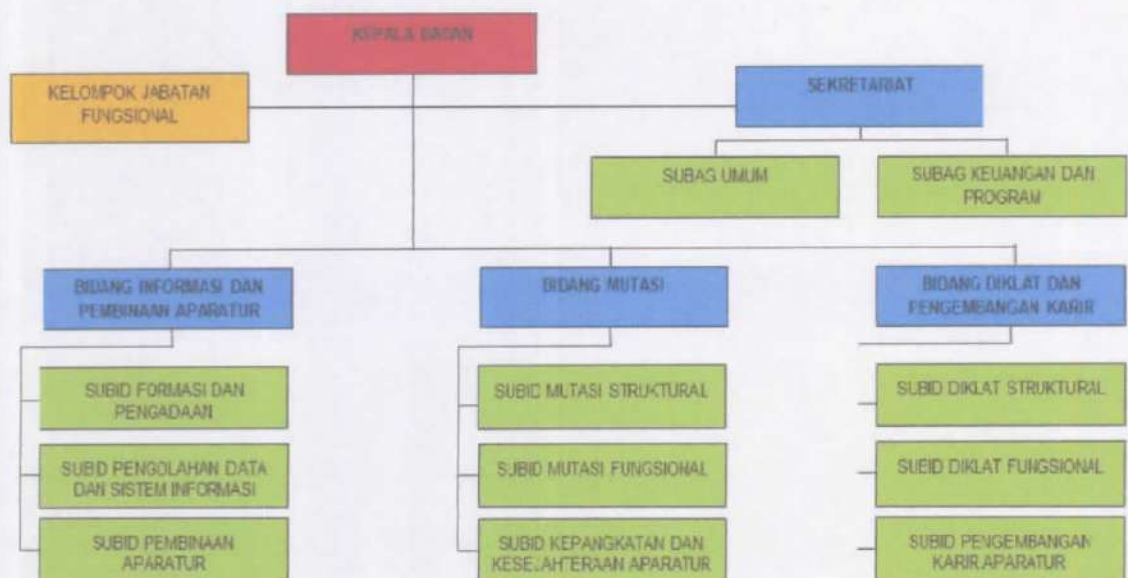 KEPALA BADAN
KELOMPOK JABATAN
FUNGSIONAL
SEKRETARIAT
SUBAG UMUM
SUBAG KEUANGAN DAN
PROGRAM
BIDANG INFORMASI DAN
PEMBINAAN APARATUR
BIDANG MUTASI
BIDANG DIKLAT DAN
PENGEMBANGAN KARIR
SUBID FORMASI DAN
PENGADAAN
SUBID MUTASI STRUKTURAL
SUBID DIKLAT STRUKTURAL
SUBID PENGOLAHAN DATA
DAN SISTEM INFORMASI
SUBID MUTASI FUNGSIONAL
SUBID DIKLAT FUNGSIONAL
SUBID PEMBINAAN
APARATUR
SUBID KEPANGKATAN DAN
KESEJAHTERAAN APARATUR
SUBID PENGEMBANGAN
KARIR APARATUR